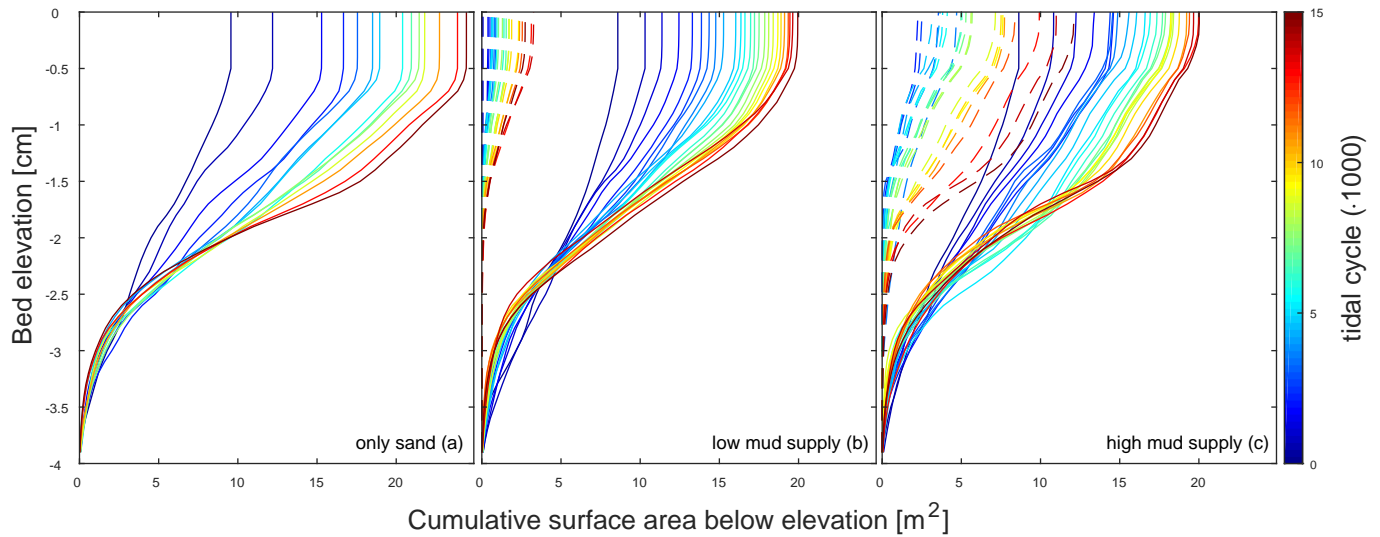 0
-0.5
-1
-1.5
-2
-2.5
-3
-3.5
-4
Bed elevation [cm]
only sand (a)
low mud supply (b)
high mud supply (c)
0 5 10 15 20
0 5 10 15 20
0 5 10 15 20
Cumulative surface area below elevation [m²]
15
10
5
0
tidal cycle (·1000)